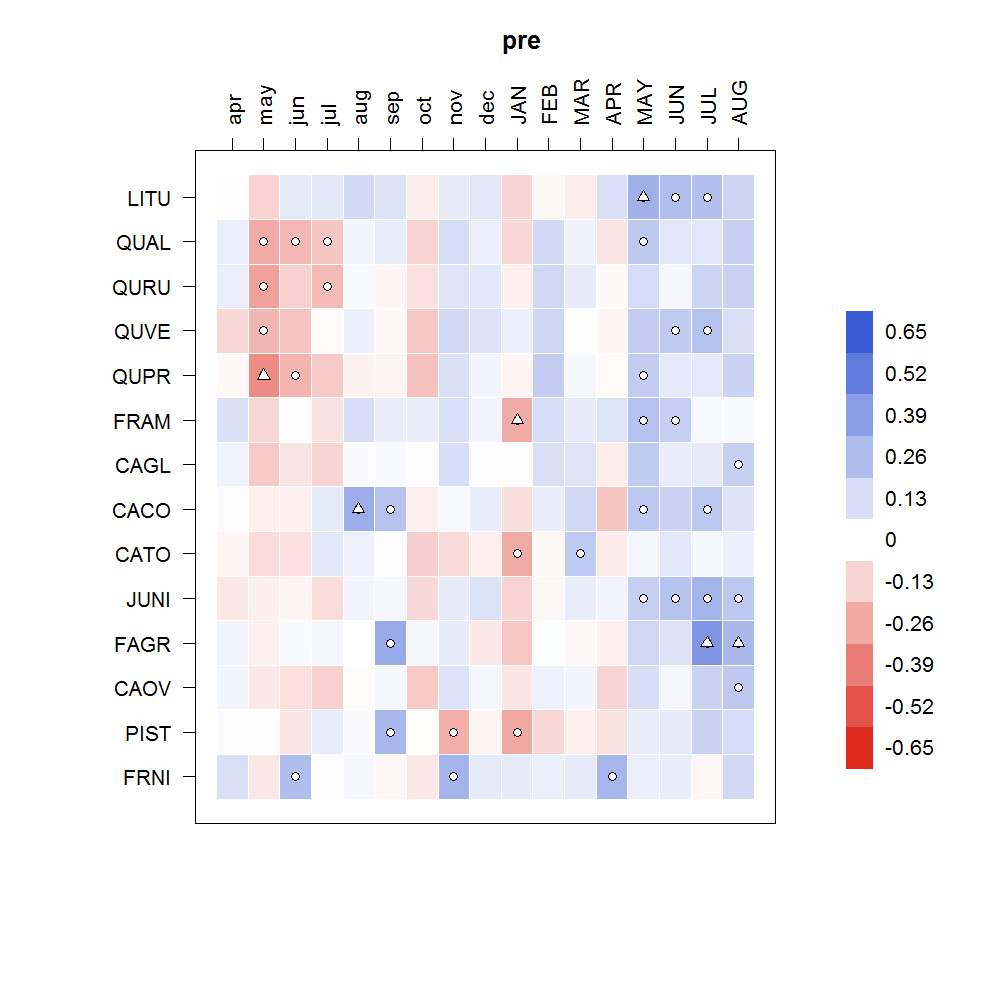 pre
apr may jun jul aug sep oct nov dec JAN FEB MAR APR MAY JUN JUL AUG
LITU
QUAL
QURU
QUVE
QUPR
FRAM
CAGL
CACO
CATO
JUNI
FAGR
CAOV
PIST
FRNI
0.65
0.52
0.39
0.26
0.13
0
-0.13
-0.26
-0.39
-0.52
-0.65